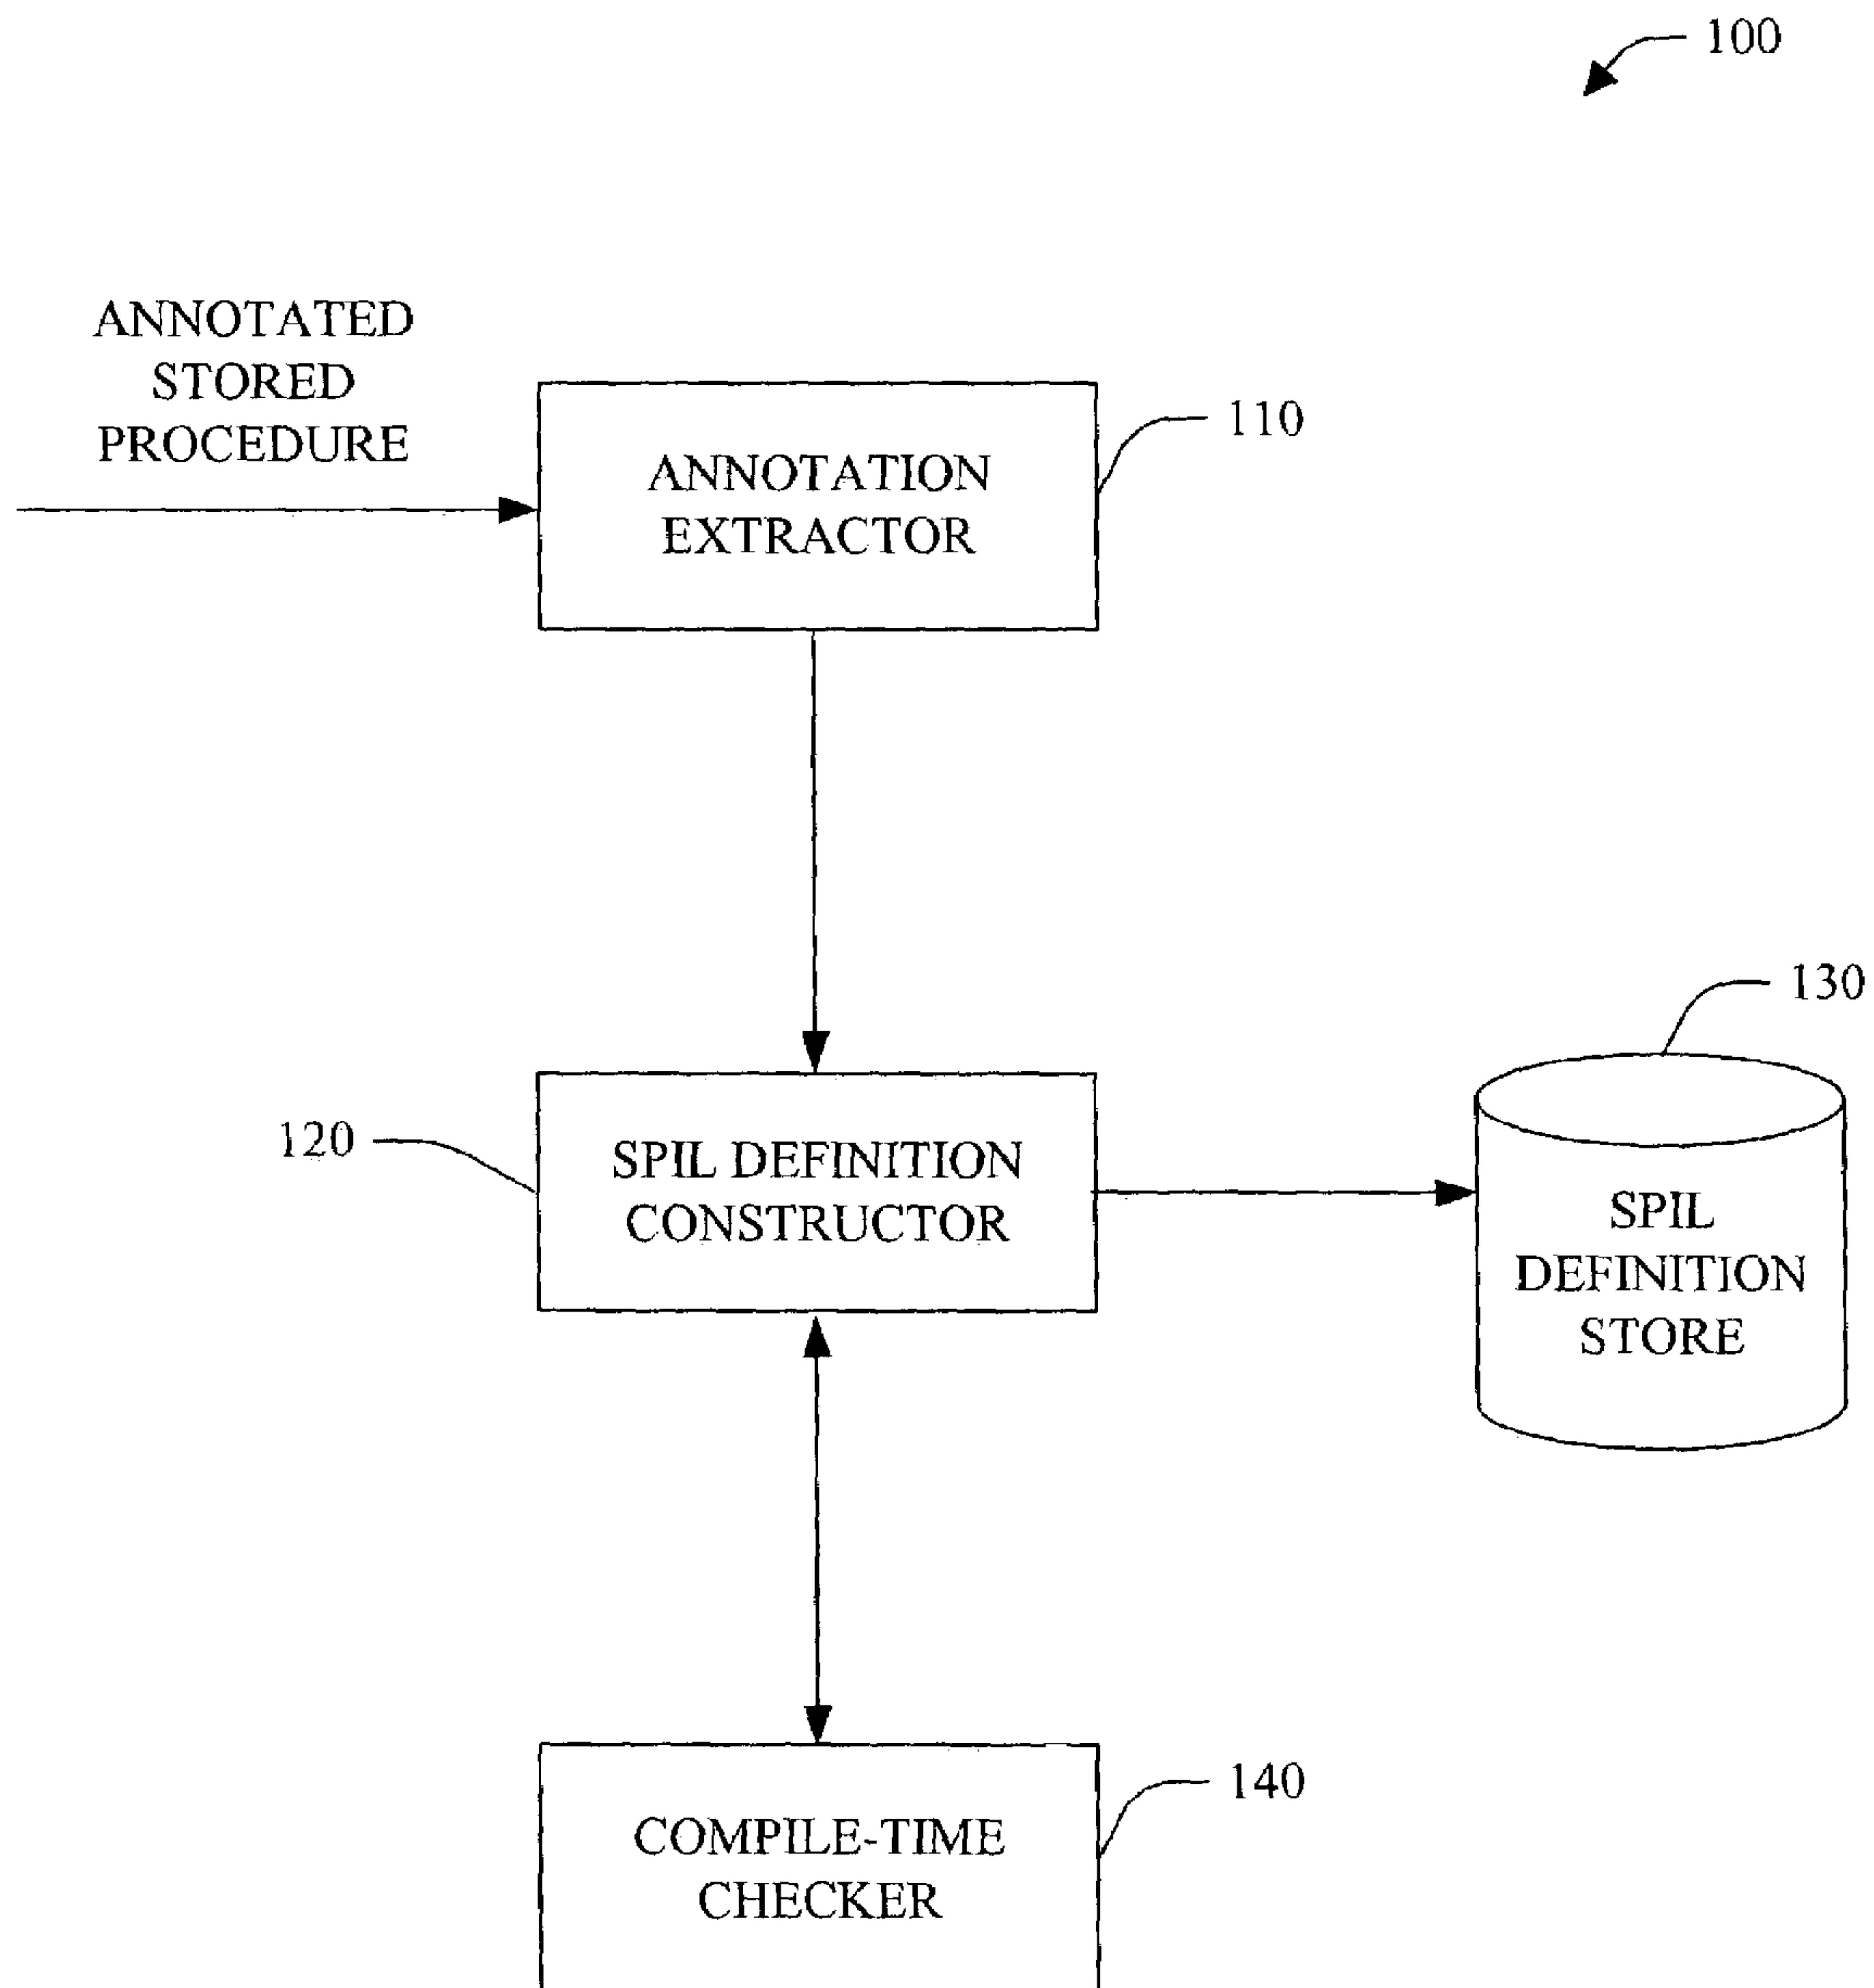 100
ANNOTATED
STORED
PROCEDURE
110
ANNOTATION
EXTRACTOR
130
120
SPIL DEFINITION
CONSTRUCTOR
SPIL
DEFINITION
STORE
140
COMPILE-TIME
CHECKER